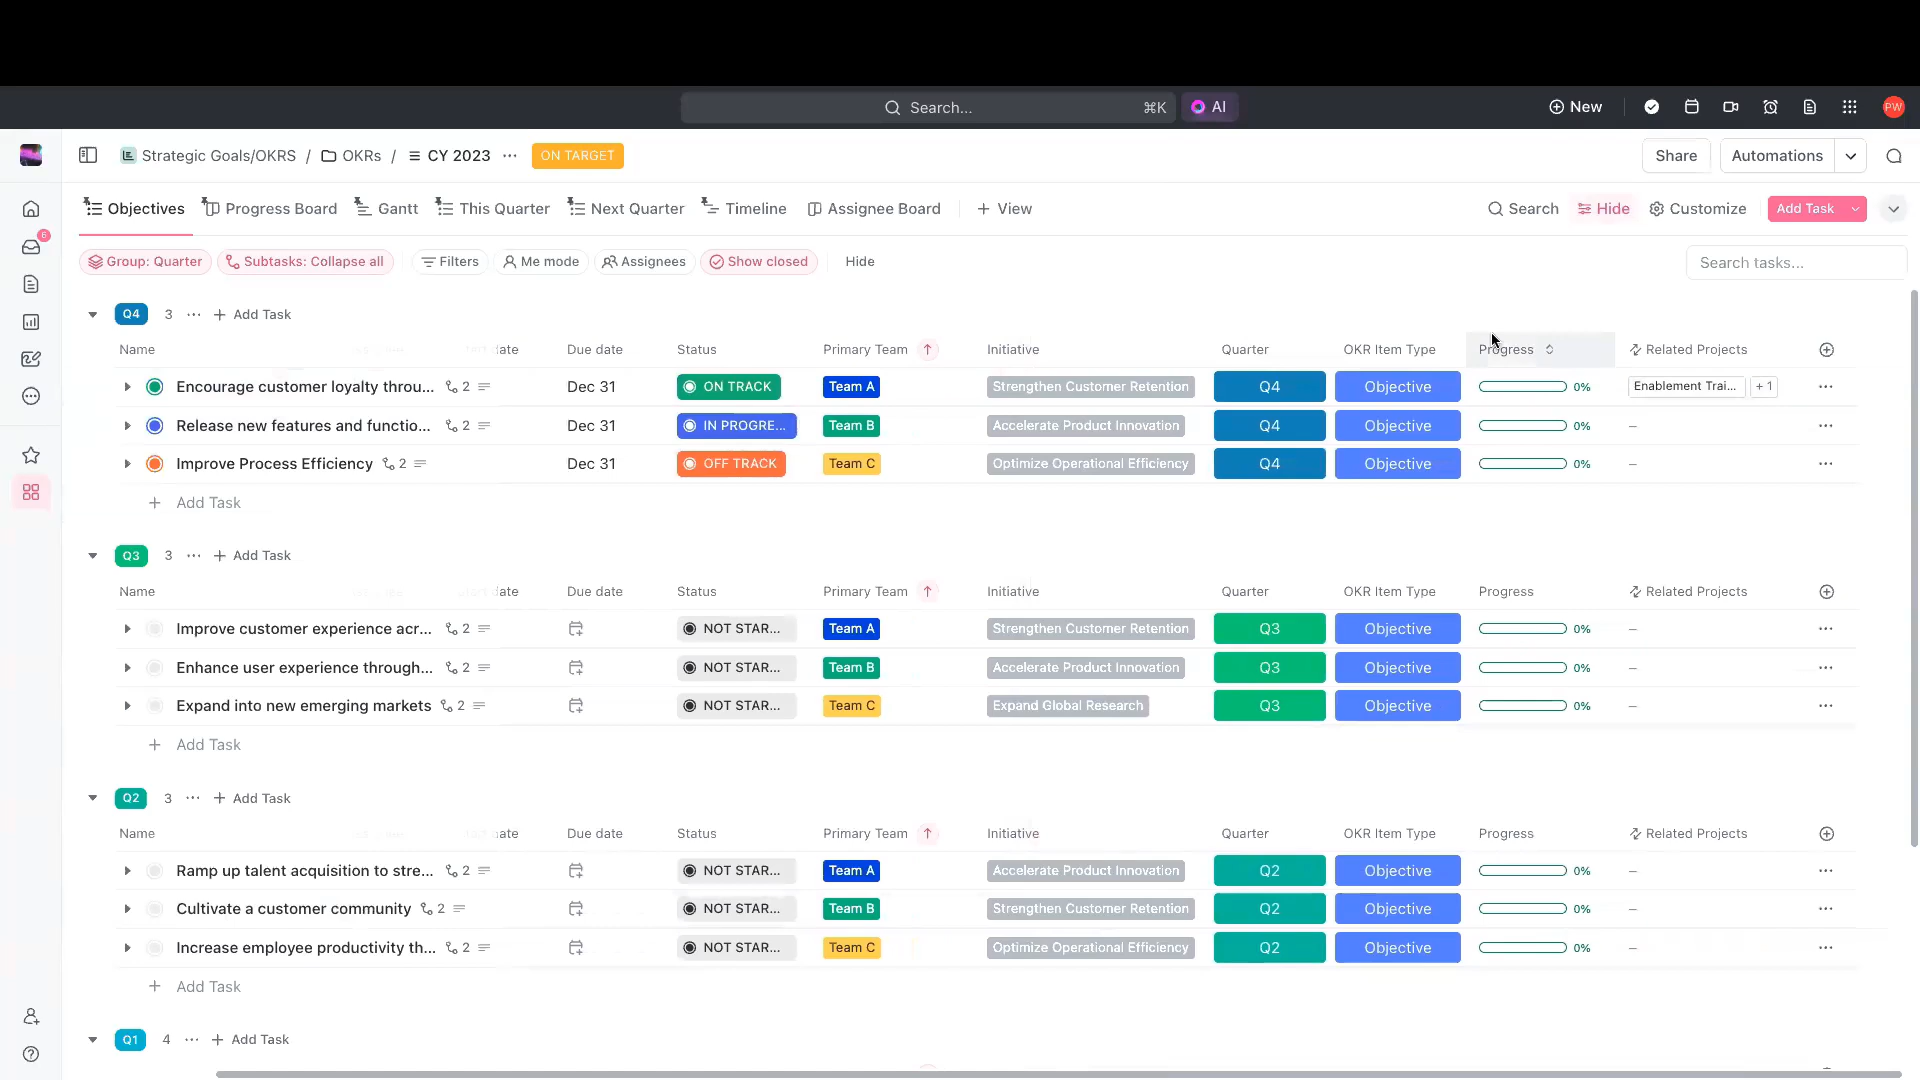 Search... ⌘K AI New PW
Strategic Goals/OKRS / OKRs / CY 2023 ... ON TARGET Share Automations
Objectives Progress Board Gantt This Quarter Next Quarter Timeline Assignee Board + View Search Hide Customize Add Task
6
Group: Quarter Subtasks: Collapse all Filters Me mode Assignees Show closed Hide Search tasks...
Q4 3 ... + Add Task
Name Due date Status Primary Team Initiative Quarter OKR Item Type Progress Related Projects
Encourage customer loyalty throu... 2 Dec 31 ON TRACK Team A Strengthen Customer Retention Q4 Objective 0% Enablement Trai... + 1 ...
Release new features and functio... 2 Dec 31 IN PROGRE... Team B Accelerate Product Innovation Q4 Objective 0% – ...
Improve Process Efficiency 2 Dec 31 OFF TRACK Team C Optimize Operational Efficiency Q4 Objective 0% – ...
+ Add Task
Q3 3 ... + Add Task
Name Due date Status Primary Team Initiative Quarter OKR Item Type Progress Related Projects
Improve customer experience acr... 2 NOT STAR... Team A Strengthen Customer Retention Q3 Objective 0% – ...
Enhance user experience through... 2 NOT STAR... Team B Accelerate Product Innovation Q3 Objective 0% – ...
Expand into new emerging markets 2 NOT STAR... Team C Expand Global Research Q3 Objective 0% – ...
+ Add Task
Q2 3 ... + Add Task
Name Due date Status Primary Team Initiative Quarter OKR Item Type Progress Related Projects
Ramp up talent acquisition to stre... 2 NOT STAR... Team A Accelerate Product Innovation Q2 Objective 0% – ...
Cultivate a customer community 2 NOT STAR... Team B Strengthen Customer Retention Q2 Objective 0% – ...
Increase employee productivity th... 2 NOT STAR... Team C Optimize Operational Efficiency Q2 Objective 0% – ...
+ Add Task
Q1 4 ... + Add Task